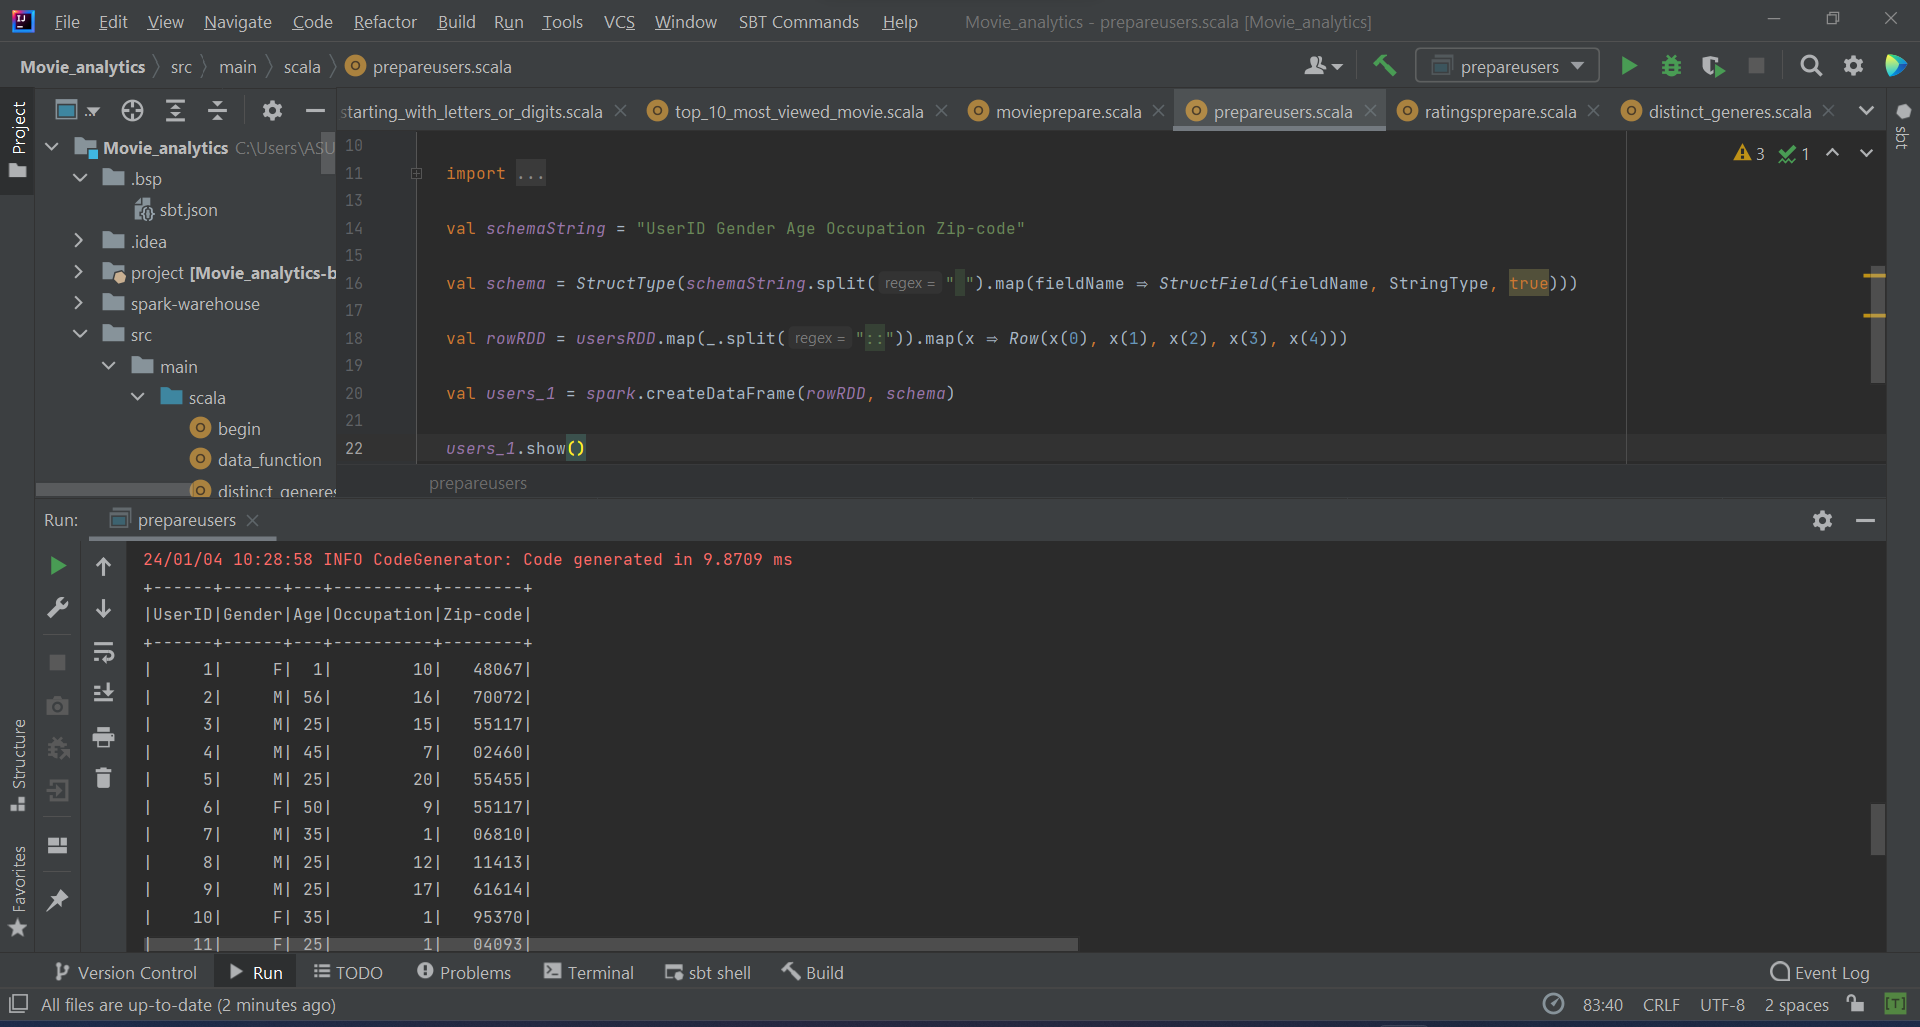 File Edit View Navigate Code Refactor Build Run Tools VCS Window SBT Commands Help Movie_analytics - prepareusers.scala [Movie_analytics]
Movie_analytics src main scala prepareusers.scala prepareusers
starting_with_letters_or_digits.scala top_10_most_viewed_movie.scala movieprepare.scala prepareusers.scala ratingsprepare.scala distinct_generes.scala
Project
sbt
Movie_analytics C:\Users\ASU
.bsp
sbt.json
.idea
project [Movie_analytics-b
spark-warehouse
src
main
scala
begin
data_function
distinct_generes
3 1
10
11 import ...
13
14 val schemaString = "UserID Gender Age Occupation Zip-code"
15
16 val schema = StructType(schemaString.split( regex = " ").map(fieldName ⇒ StructField(fieldName, StringType, true)))
17
18 val rowRDD = usersRDD.map(_.split( regex = "::")).map(x ⇒ Row(x(0), x(1), x(2), x(3), x(4)))
19
20 val users_1 = spark.createDataFrame(rowRDD, schema)
21
22 users_1.show()
prepareusers
Run: prepareusers
24/01/04 10:28:58 INFO CodeGenerator: Code generated in 9.8709 ms
+------+------+---+----------+--------+
|UserID|Gender|Age|Occupation|Zip-code|
+------+------+---+----------+--------+
|     1|     F|  1|        10|   48067|
|     2|     M| 56|        16|   70072|
|     3|     M| 25|        15|   55117|
|     4|     M| 45|         7|   02460|
|     5|     M| 25|        20|   55455|
|     6|     F| 50|         9|   55117|
|     7|     M| 35|         1|   06810|
|     8|     M| 25|        12|   11413|
|     9|     M| 25|        17|   61614|
|    10|     F| 35|         1|   95370|
|    11|     F| 25|         1|   04093|
Structure
Favorites
Version Control Run TODO Problems Terminal sbt shell Build Event Log
All files are up-to-date (2 minutes ago) 83:40 CRLF UTF-8 2 spaces [T]